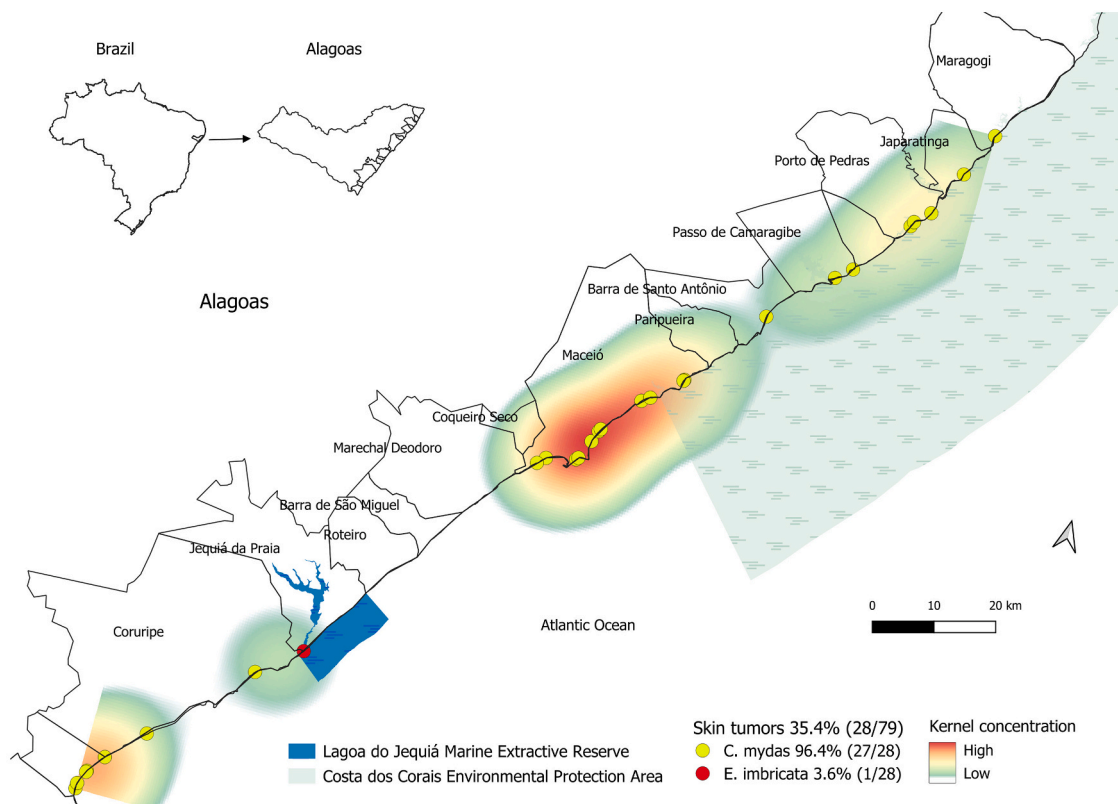 Brazil
Alagoas
Maragogi
Japaratinga
Porto de Pedras
Passo de Camaragibe
Barra de Santo Antônio
Alagoas
Paripueira
Maceió
Coqueiro Seco
Marechal Deodoro
Barra de São Miguel
Roteiro
Jequiá da Praia
0 10 20 km
Atlantic Ocean
Coruripe
Skin tumors 35.4% (28/79)
C. mydas 96.4% (27/28)
E. imbricata 3.6% (1/28)
Kernel concentration
High
Low
Lagoa do Jequiá Marine Extractive Reserve
Costa dos Corais Environmental Protection Area